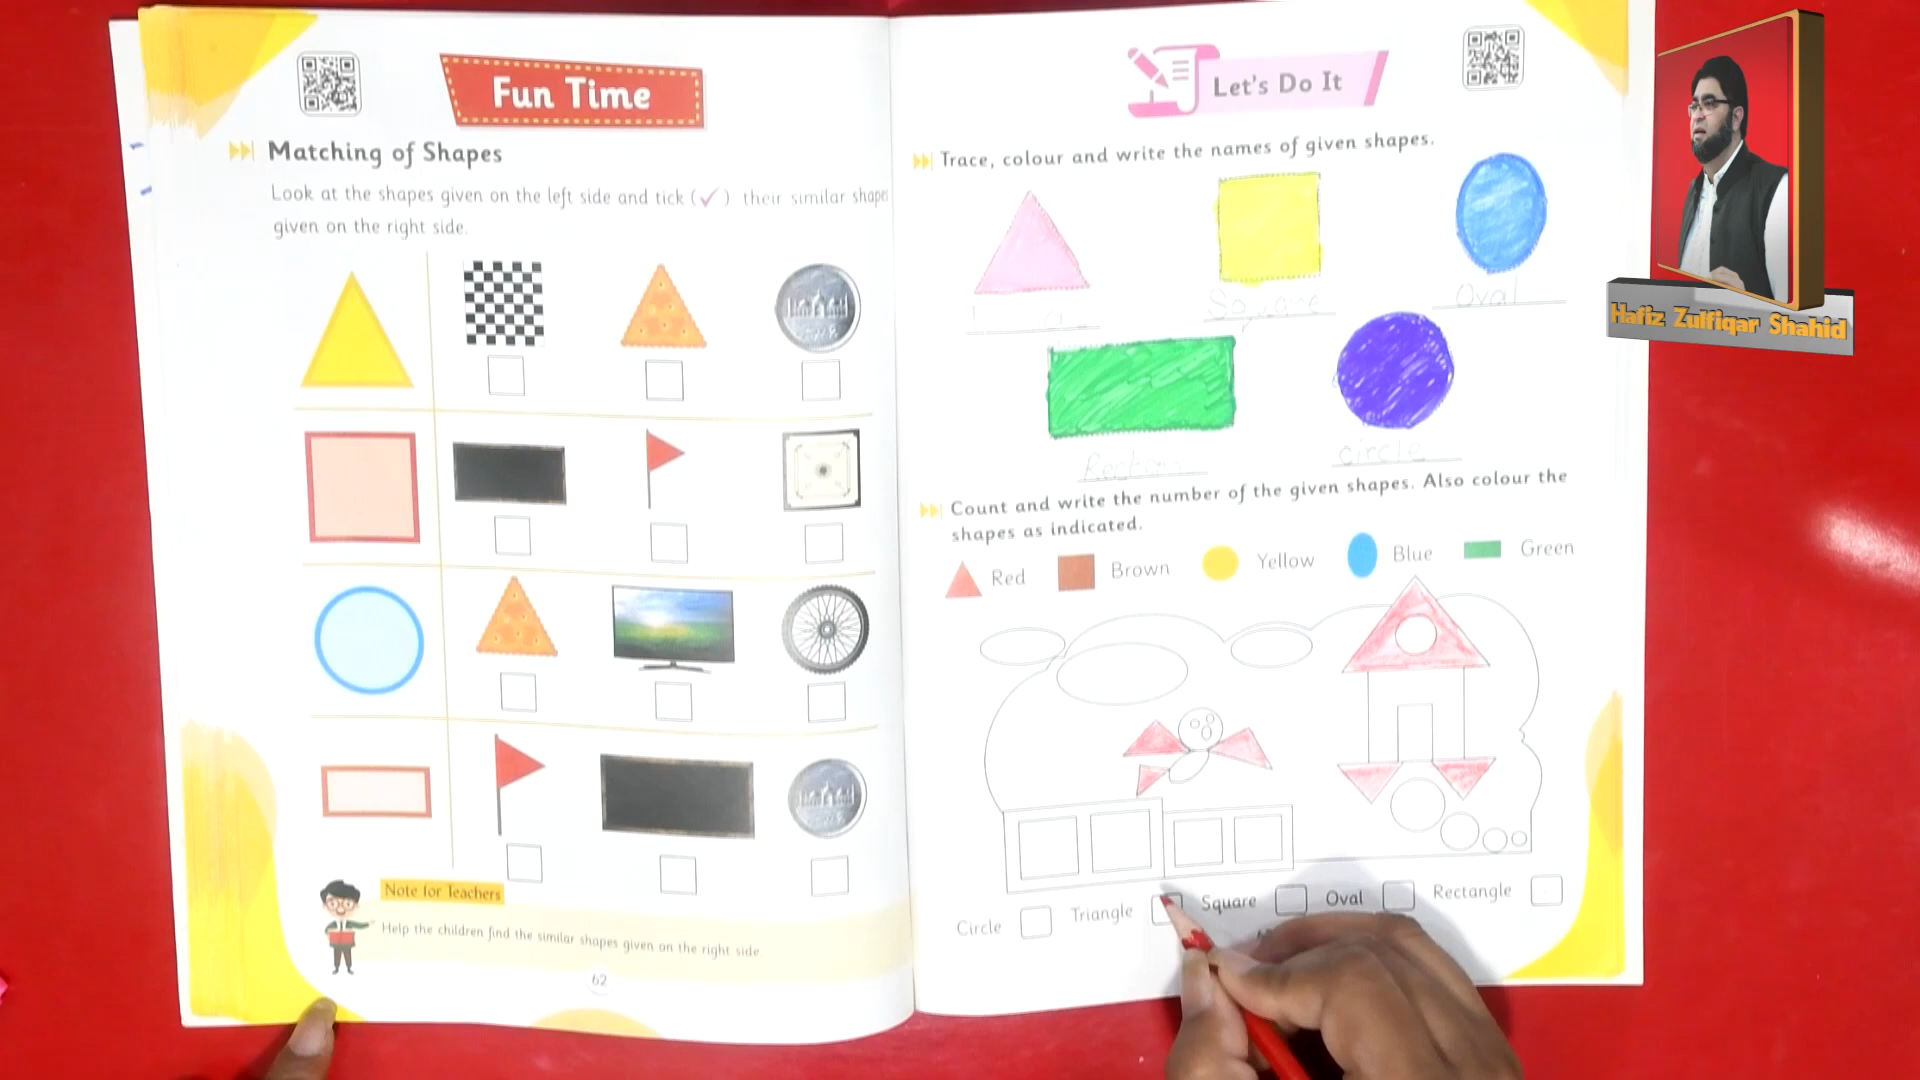 Fun Time
Matching of Shapes
Look at the shapes given on the left side and tick (✓) their similar shape
given on the right side.
Note for Teachers
Help the children find the similar shapes given on the right side.
62
Let's Do It
Trace, colour and write the names of given shapes.
Square
Oval
circle
Count and write the number of the given shapes. Also colour the
shapes as indicated.
Red Brown Yellow Blue Green
Circle Triangle Square Oval Rectangle
Hafiz Zulfiqar Shahid